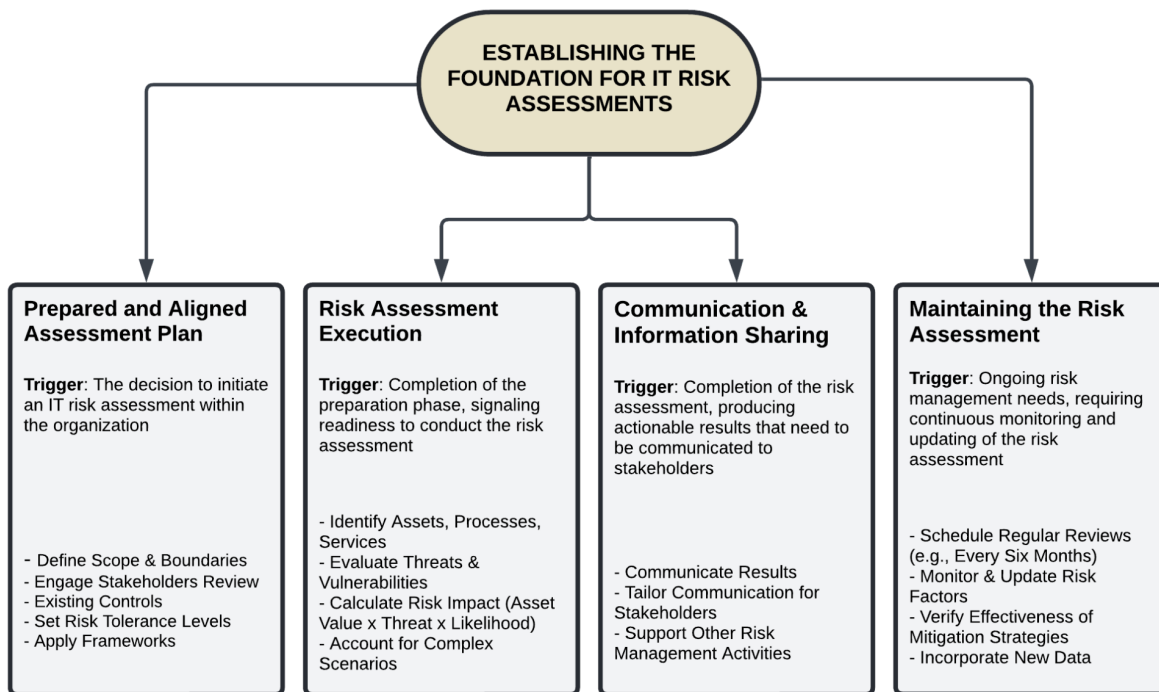 ESTABLISHING THE
FOUNDATION FOR IT RISK
ASSESSMENTS
Prepared and Aligned
Assessment Plan
Trigger: The decision to initiate
an IT risk assessment within
the organization
- Define Scope & Boundaries
- Engage Stakeholders Review
- Existing Controls
- Set Risk Tolerance Levels
- Apply Frameworks
Risk Assessment
Execution
Trigger: Completion of the
preparation phase, signaling
readiness to conduct the risk
assessment
- Identify Assets, Processes,
Services
- Evaluate Threats &
Vulnerabilities
- Calculate Risk Impact (Asset
Value x Threat x Likelihood)
- Account for Complex
Scenarios
Communication &
Information Sharing
Trigger: Completion of the risk
assessment, producing
actionable results that need to
be communicated to
stakeholders
- Communicate Results
- Tailor Communication for
Stakeholders
- Support Other Risk
Management Activities
Maintaining the Risk
Assessment
Trigger: Ongoing risk
management needs, requiring
continuous monitoring and
updating of the risk
assessment
- Schedule Regular Reviews
(e.g., Every Six Months)
- Monitor & Update Risk
Factors
- Verify Effectiveness of
Mitigation Strategies
- Incorporate New Data